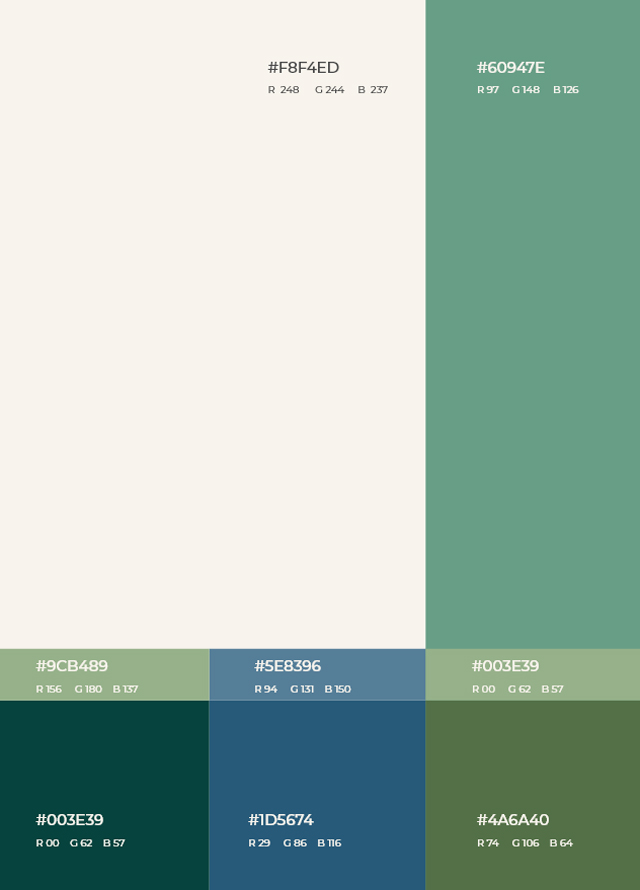 #F8F4ED
R 248 G 244 B 237
#60947E
R 97 G 148 B 126
#9CB489
R 156 G 180 B 137
#5E8396
R 94 G 131 B 150
#003E39
R 00 G 62 B 57
#003E39
R 00 G 62 B 57
#1D5674
R 29 G 86 B 116
#4A6A40
R 74 G 106 B 64